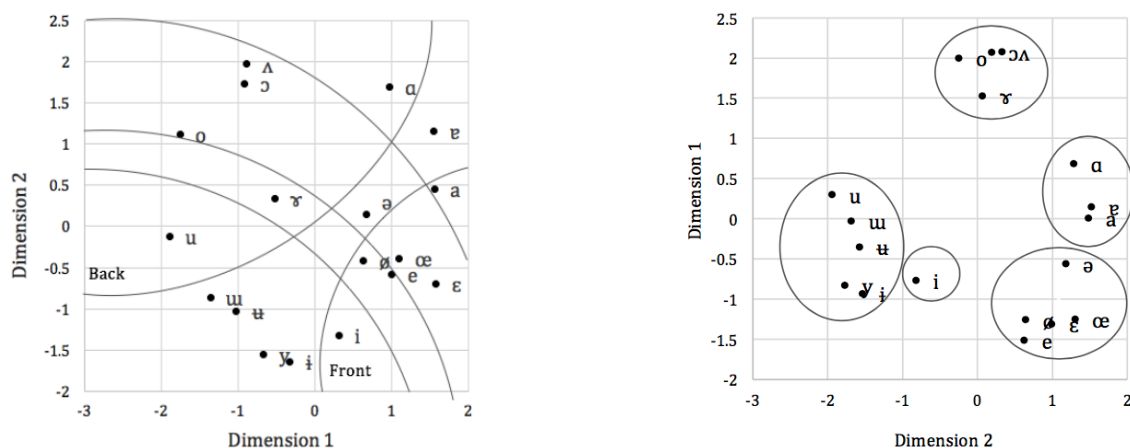 2.5
2
1.5
1
0.5
0
-0.5
-1
-1.5
-2
-3 -2 -1 0 1 2
Dimension 2
Dimension 1
ʌ
ɔ
ɑ
ɐ
o
a
ɤ
ə
u
ø œ
e
ɛ
Back
ɯ
ʉ
i
y ɨ
Front
2.5
2
1.5
1
0.5
0
-0.5
-1
-1.5
-2
-3 -2 -1 0 1 2
Dimension 1
Dimension 2
o ɔʌ
ɤ
ɑ
u
ɐ
a
ɯ
ʉ
ə
i
y ɨ
ø ɛ œ
e